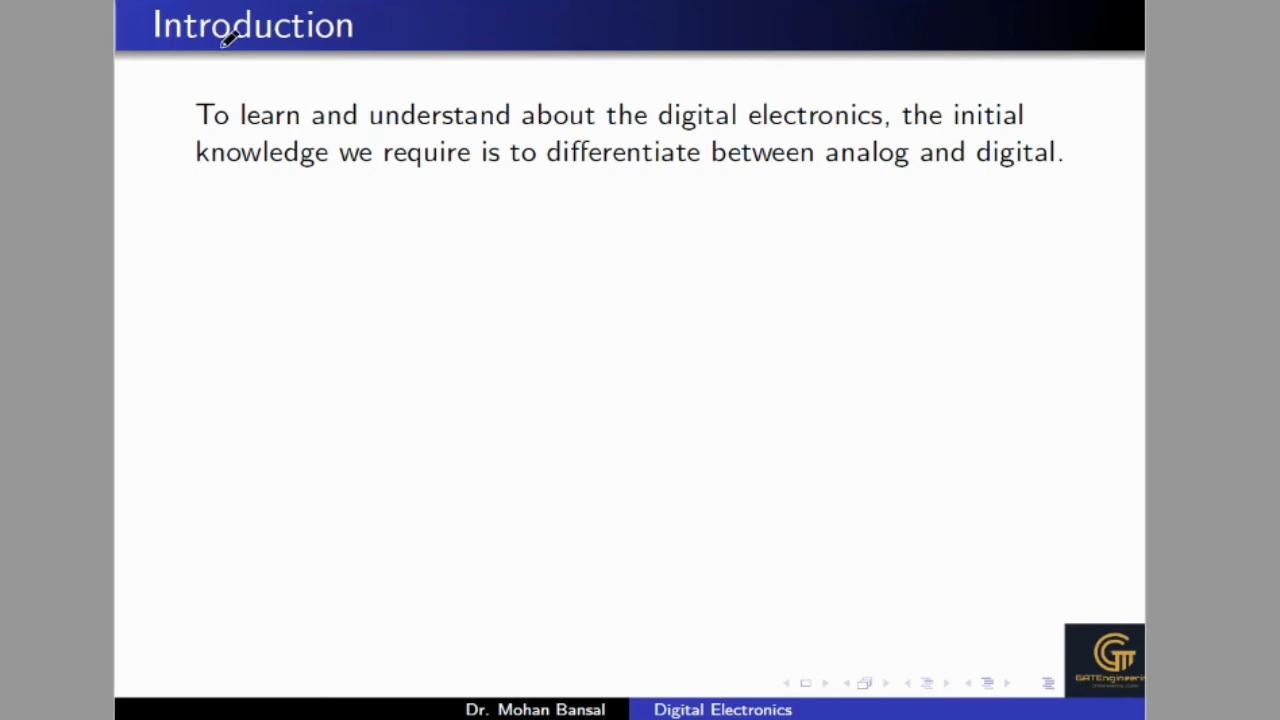 Introduction
To learn and understand about the digital electronics, the initial
knowledge we require is to differentiate between analog and digital.
Dr. Mohan Bansal
Digital Electronics